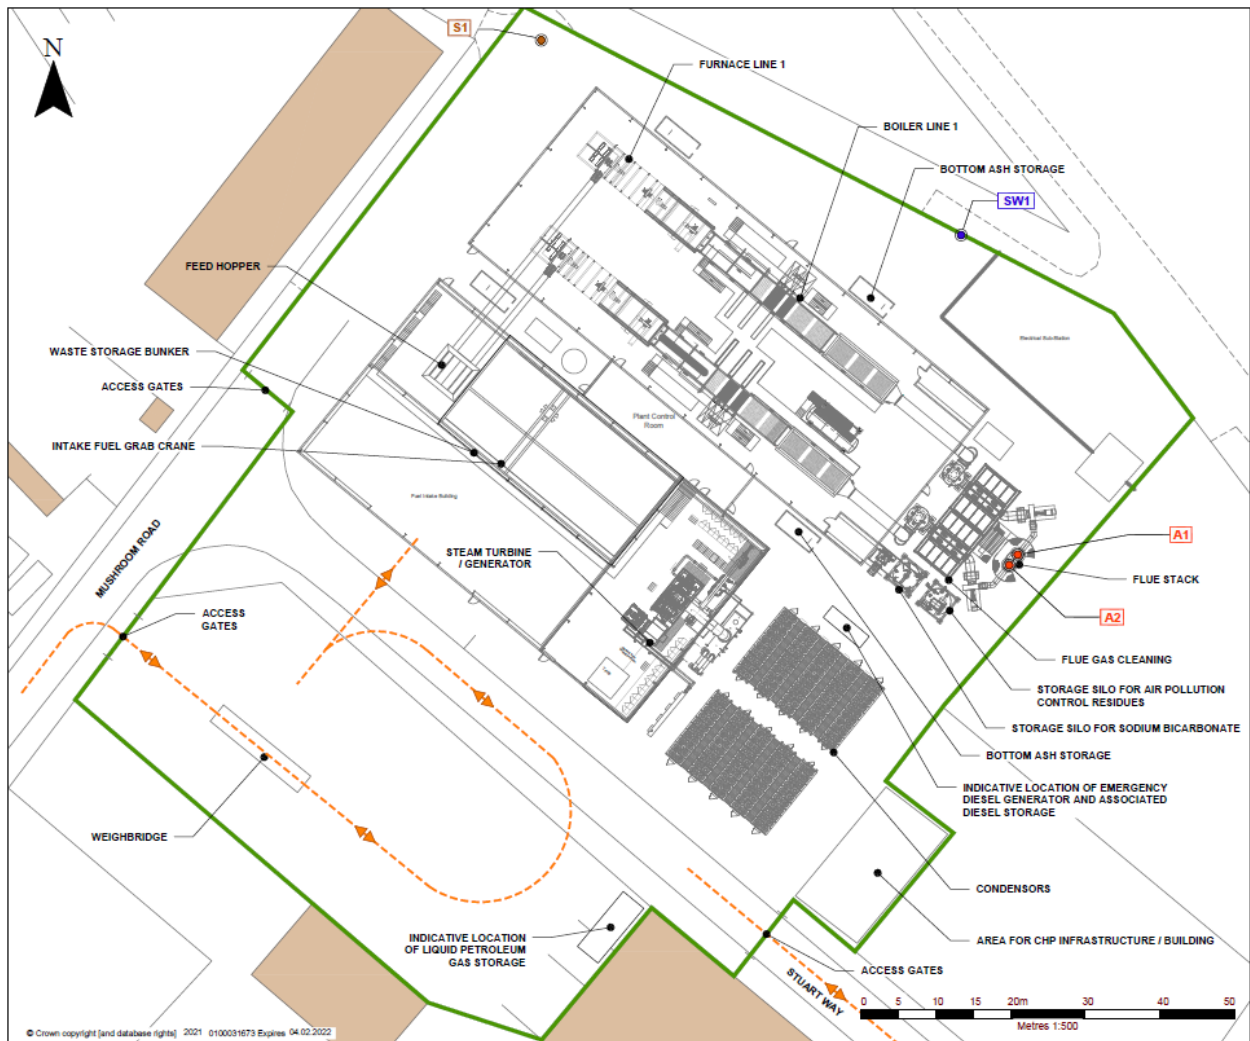 S1
N
FURNACE LINE 1
BOILER LINE 1
BOTTOM ASH STORAGE
SW1
FEED HOPPER
Electrical Sub-Station
WASTE STORAGE BUNKER
ACCESS GATES
Plant Control
Room
INTAKE FUEL GRAB CRANE
Fuel Intake Building
MUSHROOM ROAD
STEAM TURBINE
/ GENERATOR
A1
FLUE STACK
A2
ACCESS
GATES
FLUE GAS CLEANING
STORAGE SILO FOR AIR POLLUTION
CONTROL RESIDUES
STORAGE SILO FOR SODIUM BICARBONATE
BOTTOM ASH STORAGE
INDICATIVE LOCATION OF EMERGENCY
DIESEL GENERATOR AND ASSOCIATED
DIESEL STORAGE
WEIGHBRIDGE
CONDENSORS
INDICATIVE LOCATION
OF LIQUID PETROLEUM
GAS STORAGE
AREA FOR CHP INFRASTRUCTURE / BUILDING
ACCESS GATES
STUART WAY
0 5 10 15 20m 30 40 50
Metres 1:500
© Crown copyright [and database rights] 2021 0100031673 Expires 04.02.2022